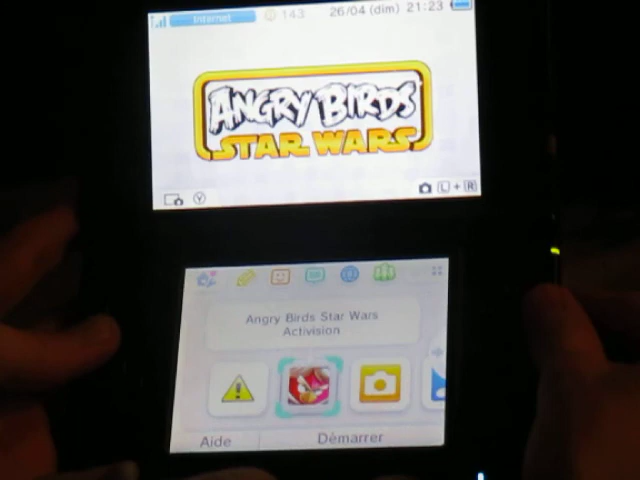 Internet 143 26/04 (dim) 21:23
ANGRY BIRDS
STAR WARS
Y L + R
Angry Birds Star Wars
Activision
Aide Démarrer